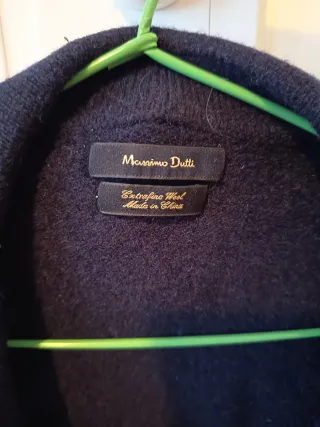 Massimo Dutti
Extrafine Wool
Made in China